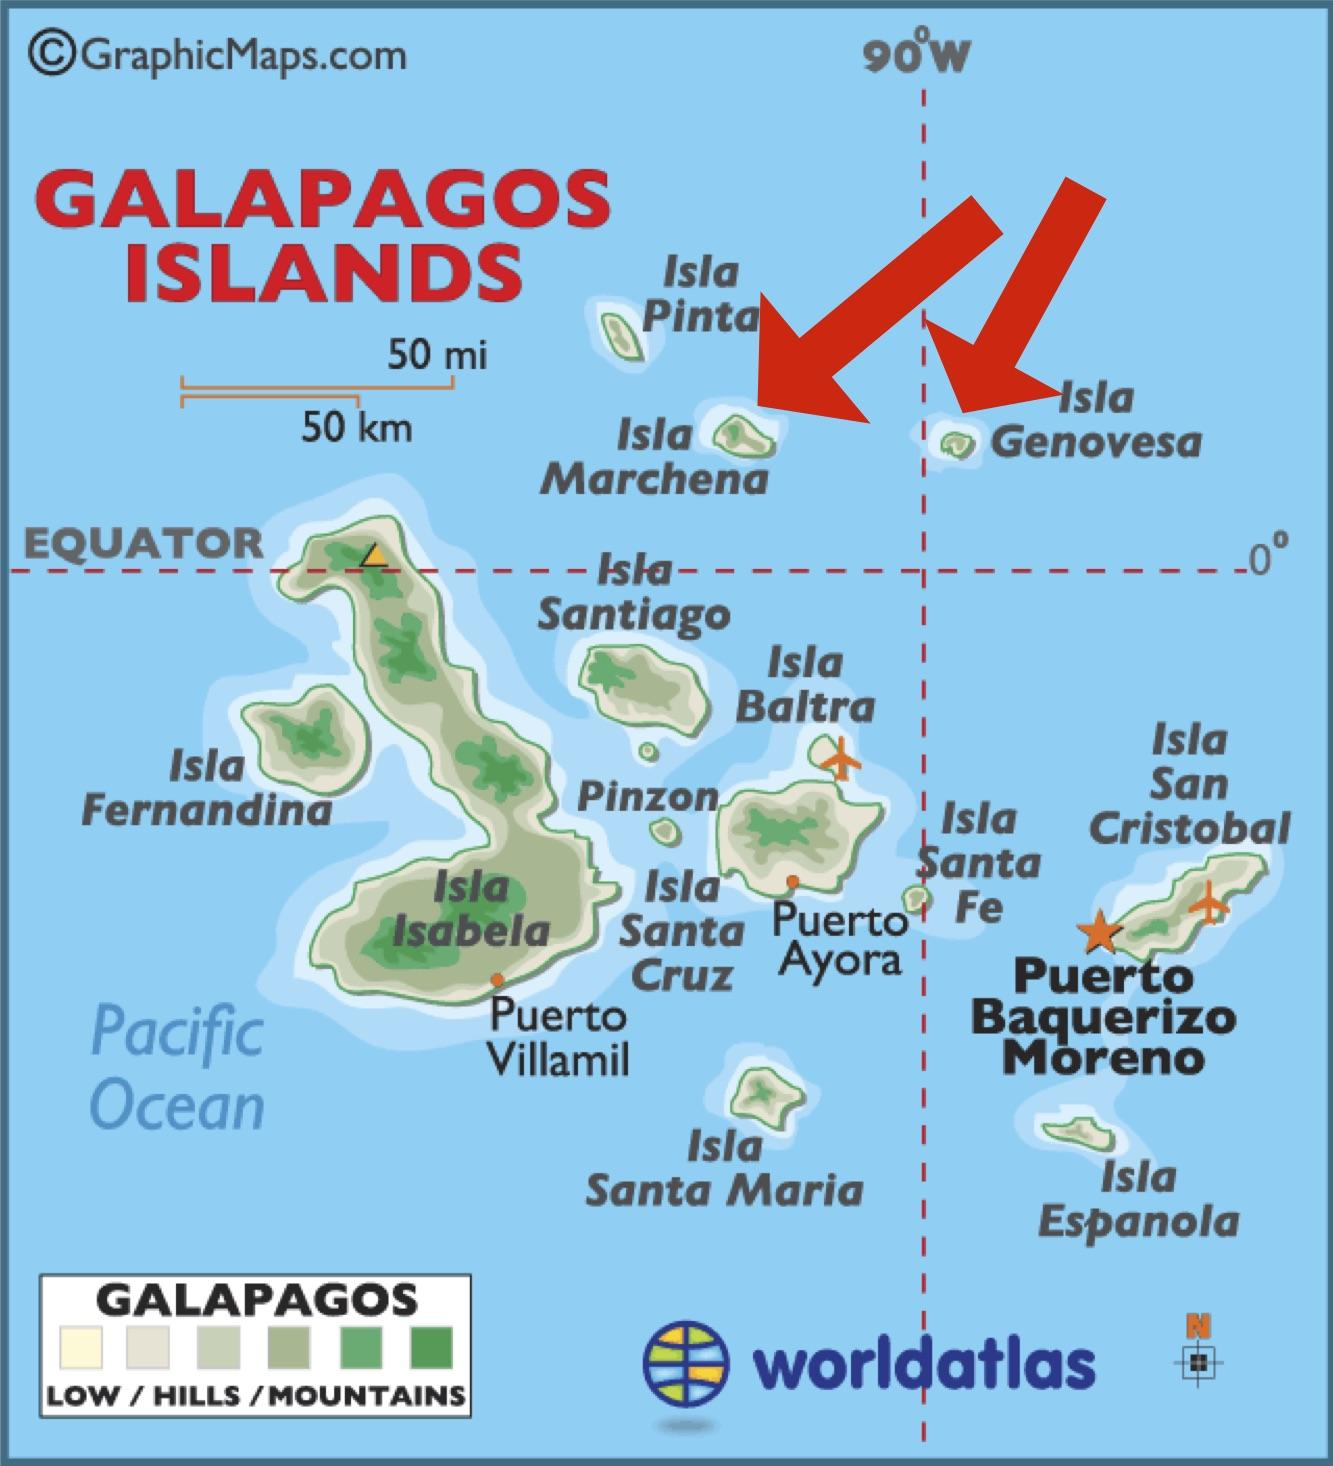 ©GraphicMaps.com
90°W
GALAPAGOS
ISLANDS
Isla
Pinta
50 mi
50 km
Isla
Marchena
Isla
Genovesa
EQUATOR
0°
Isla
Santiago
Isla
Baltra
Isla
Fernandina
Pinzon
Isla
San
Cristobal
Isla
Santa
Fe
Isla
Isabela
Isla
Santa
Cruz
Puerto
Ayora
Puerto
Baquerizo
Moreno
Puerto
Villamil
Pacific
Ocean
Isla
Santa Maria
Isla
Espanola
GALAPAGOS
LOW / HILLS /MOUNTAINS
worldatlas
N